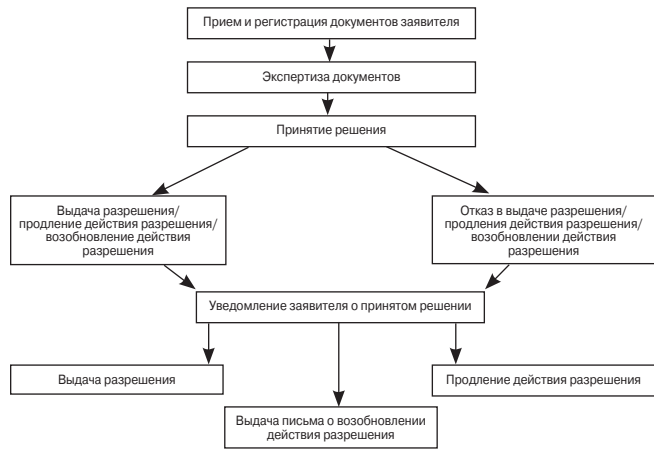 Прием и регистрация документов заявителя
Экспертиза документов
Принятие решения
Выдача разрешения/
продление действия разрешения/
возобновление действия
разрешения
Отказ в выдаче разрешения/
продления действия разрешения/
возобновлении действия
разрешения
Уведомление заявителя о принятом решении
Выдача разрешения
Продление действия разрешения
Выдача письма о возобновлении
действия разрешения